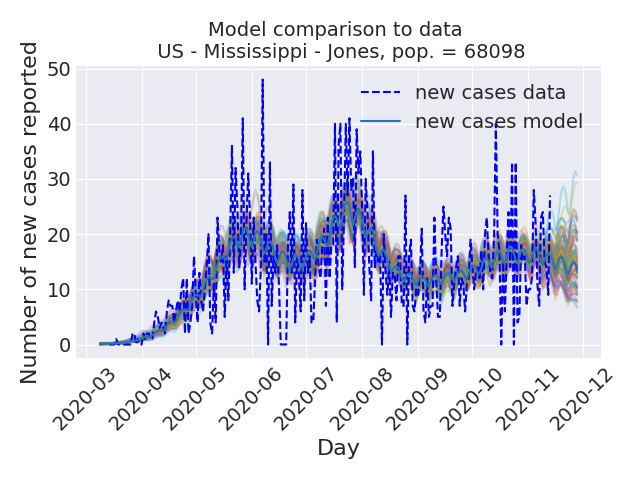 Model comparison to data
US - Mississippi - Jones, pop. = 68098
Number of new cases reported
50
40
30
20
10
0
new cases data
new cases model
2020-03
2020-04
2020-05
2020-06
2020-07
2020-08
2020-09
2020-10
2020-11
2020-12
Day